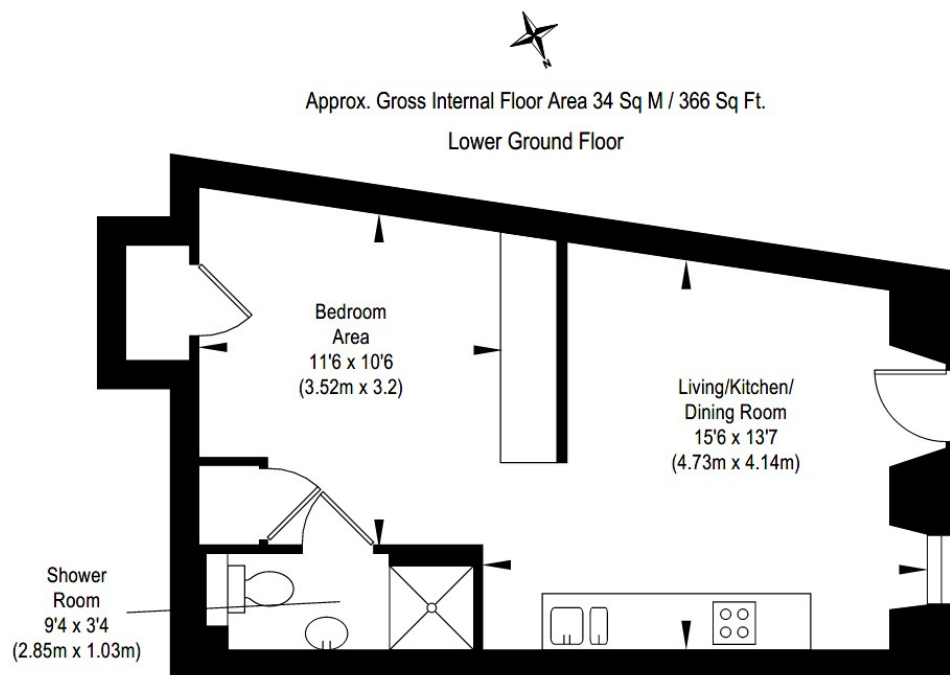 N
Approx. Gross Internal Floor Area 34 Sq M / 366 Sq Ft.
Lower Ground Floor
Bedroom
Area
11'6 x 10'6
(3.52m x 3.2)
Living/Kitchen/
Dining Room
15'6 x 13'7
(4.73m x 4.14m)
Shower
Room
9'4 x 3'4
(2.85m x 1.03m)